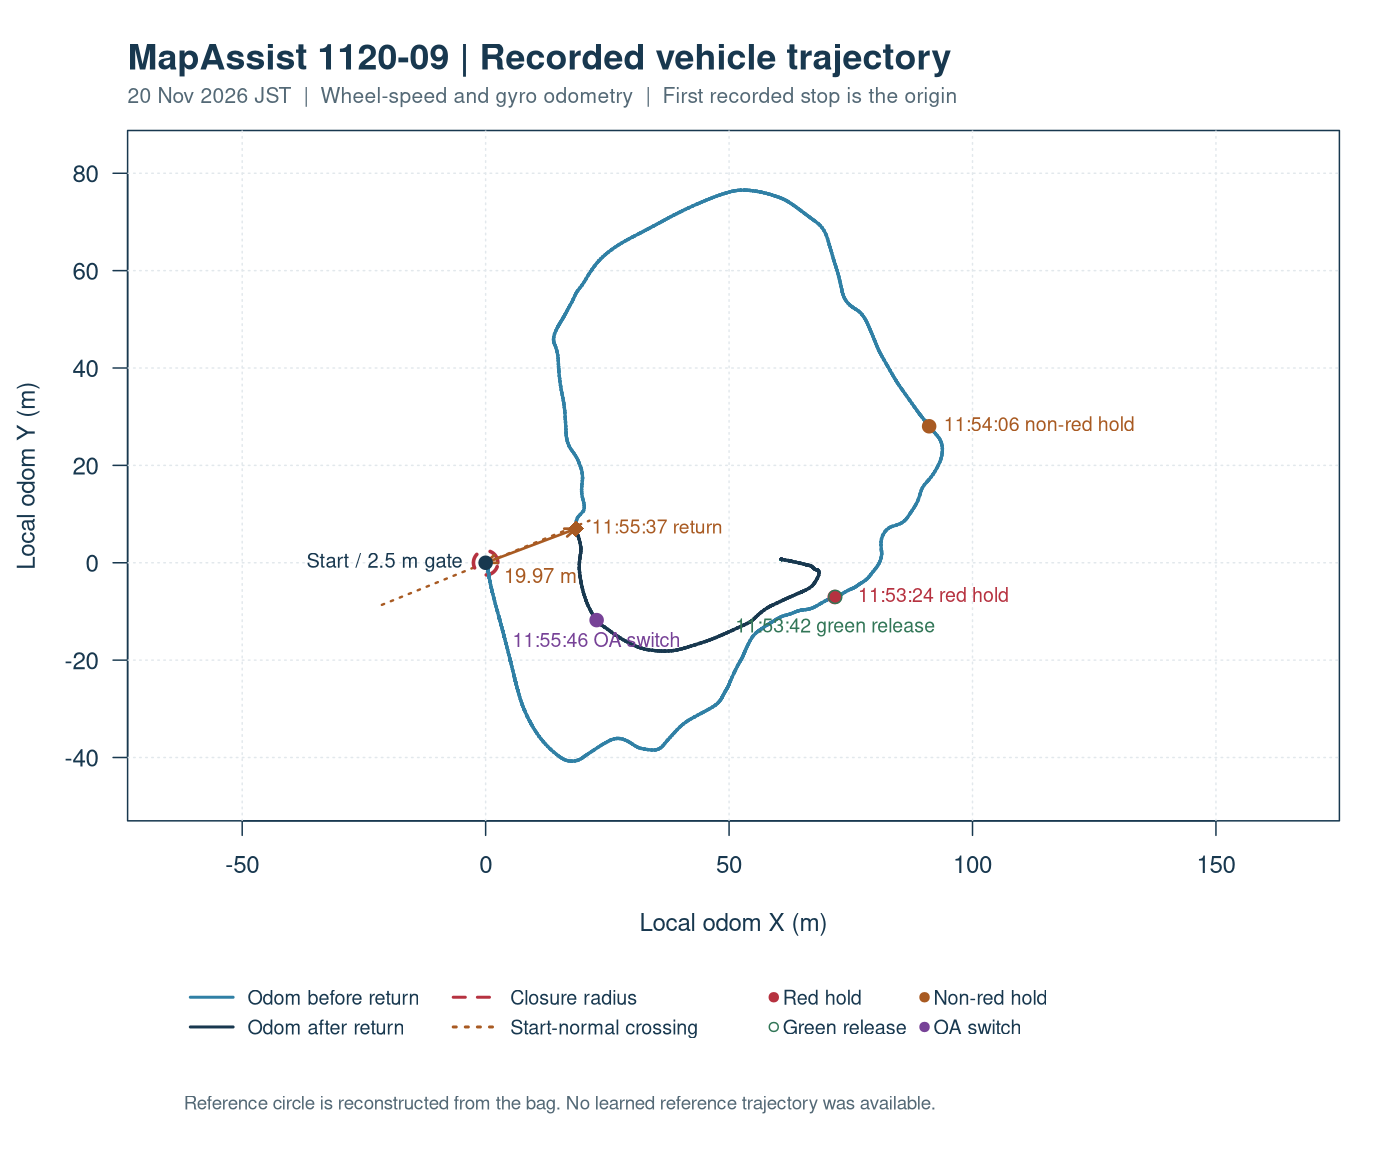 MapAssist 1120-09 | Recorded vehicle trajectory
20 Nov 2026 JST | Wheel-speed and gyro odometry | First recorded stop is the origin
Local odom Y (m)
80
60
40
20
0
-20
-40
11:54:06 non-red hold
11:55:37 return
Start / 2.5 m gate
19.97 m
11:53:24 red hold
11:53:42 green release
11:55:46 OA switch
-50
0
50
100
150
Local odom X (m)
Odom before return
Closure radius
Red hold
Non-red hold
Odom after return
Start-normal crossing
Green release
OA switch
Reference circle is reconstructed from the bag. No learned reference trajectory was available.